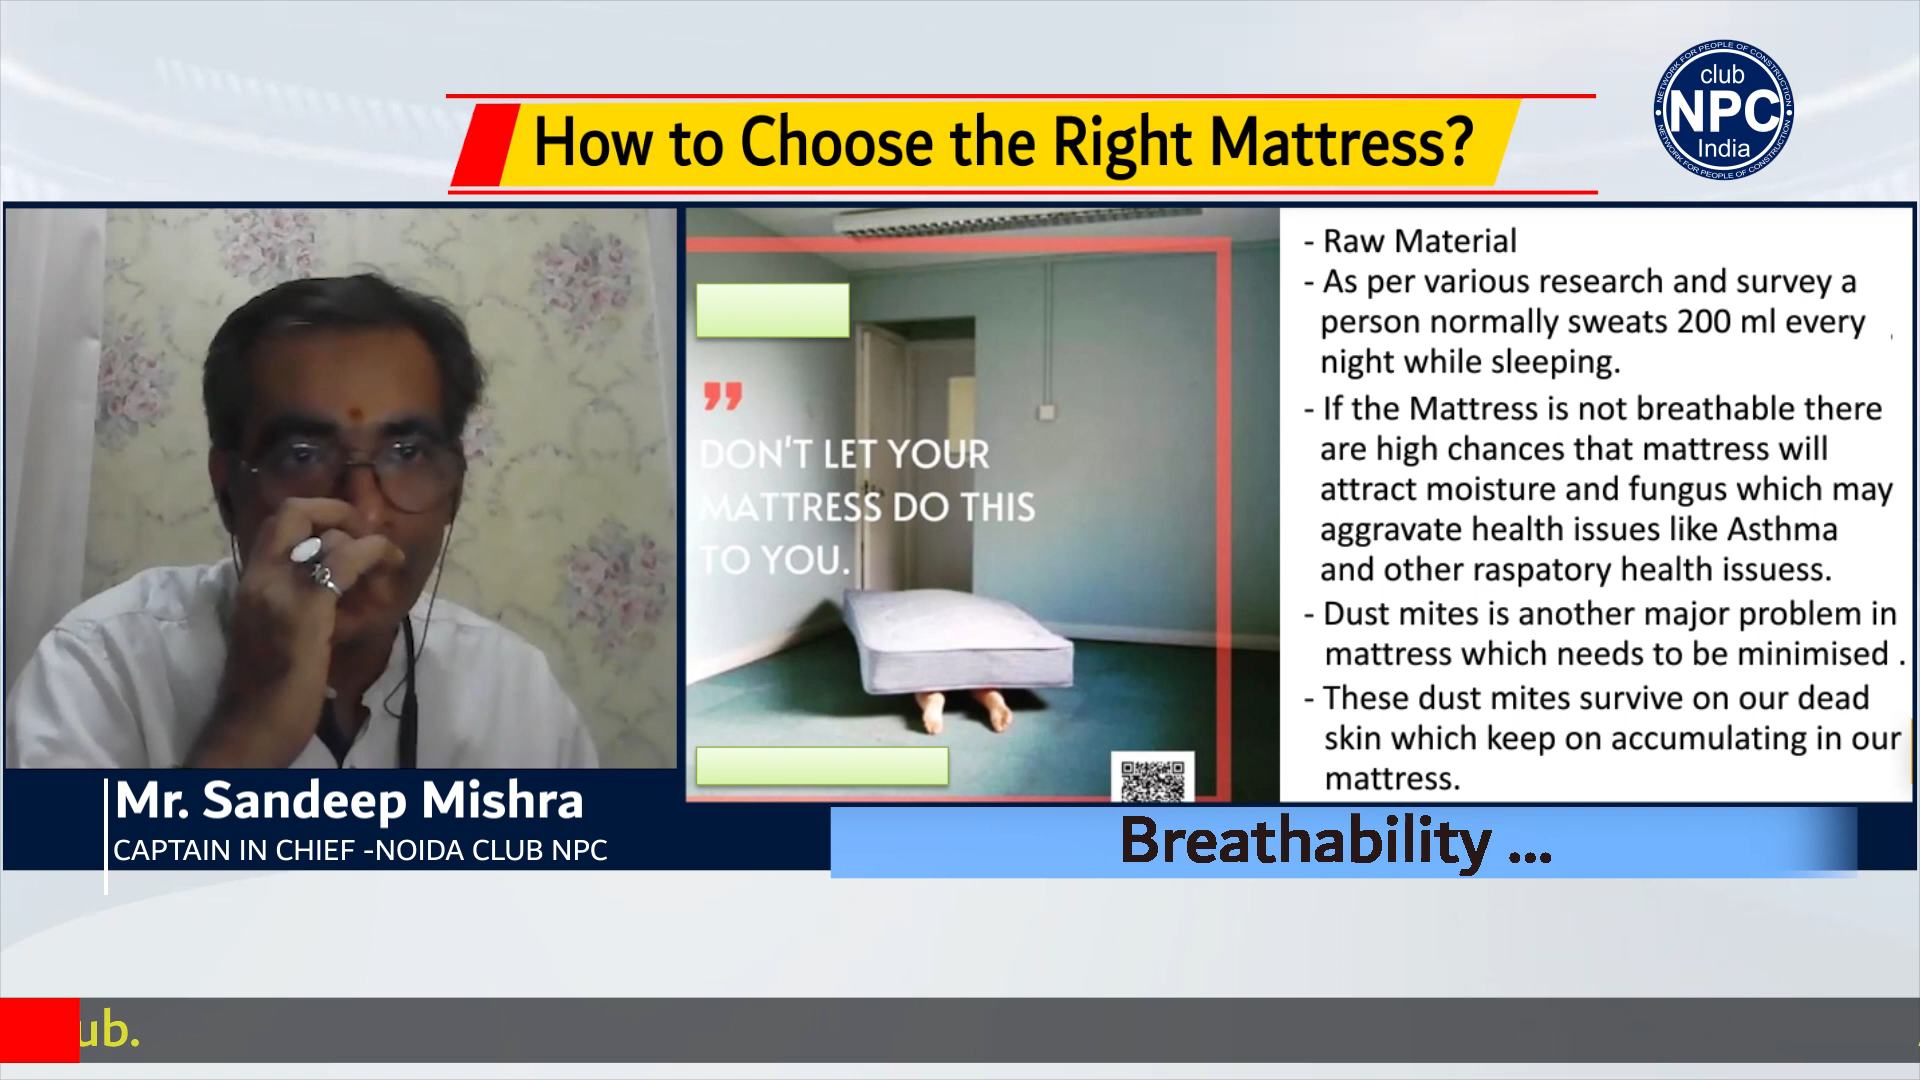 NETWORK FOR PEOPLE OF CONSTRUCTION
club
NPC
India
NETWORK FOR PEOPLE OF CONSTRUCTION
How to Choose the Right Mattress?
”
DON'T LET YOUR
MATTRESS DO THIS
TO YOU.
- Raw Material
- As per various research and survey a
person normally sweats 200 ml every
night while sleeping.
- If the Mattress is not breathable there
are high chances that mattress will
attract moisture and fungus which may
aggravate health issues like Asthma
and other raspatory health issuess.
- Dust mites is another major problem in
mattress which needs to be minimised .
- These dust mites survive on our dead
skin which keep on accumulating in our
mattress.
Mr. Sandeep Mishra
CAPTAIN IN CHIEF -NOIDA CLUB NPC
Breathability ...
ub.